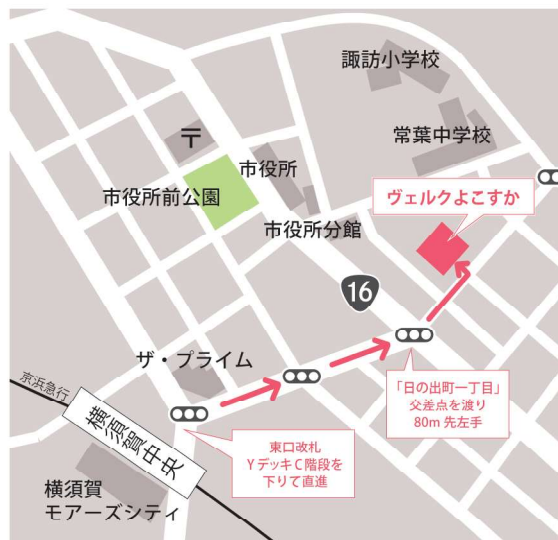 諏訪小学校
常葉中学校
〒
市役所
市役所前公園
ヴェルクよこすか
市役所分館
16
ザ・プライム
京浜急行
横須賀中央
「日の出町一丁目」
交差点を渡り
80m 先左手
東口改札
YデッキC階段を
下りて直進
横須賀
モアーズシティ